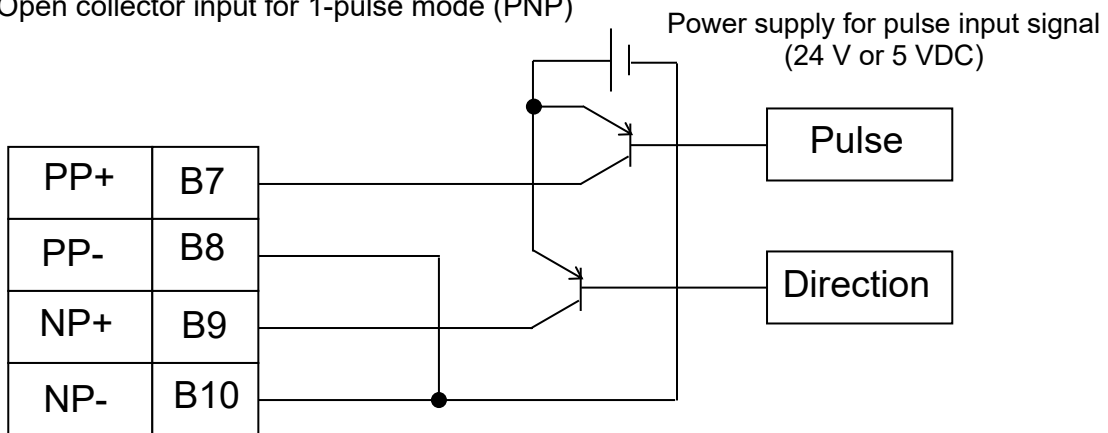 Open collector input for 1-pulse mode (PNP)
Power supply for pulse input signal
(24 V or 5 VDC)
Pulse
PP+ B7
PP- B8
Direction
NP+ B9
NP- B10